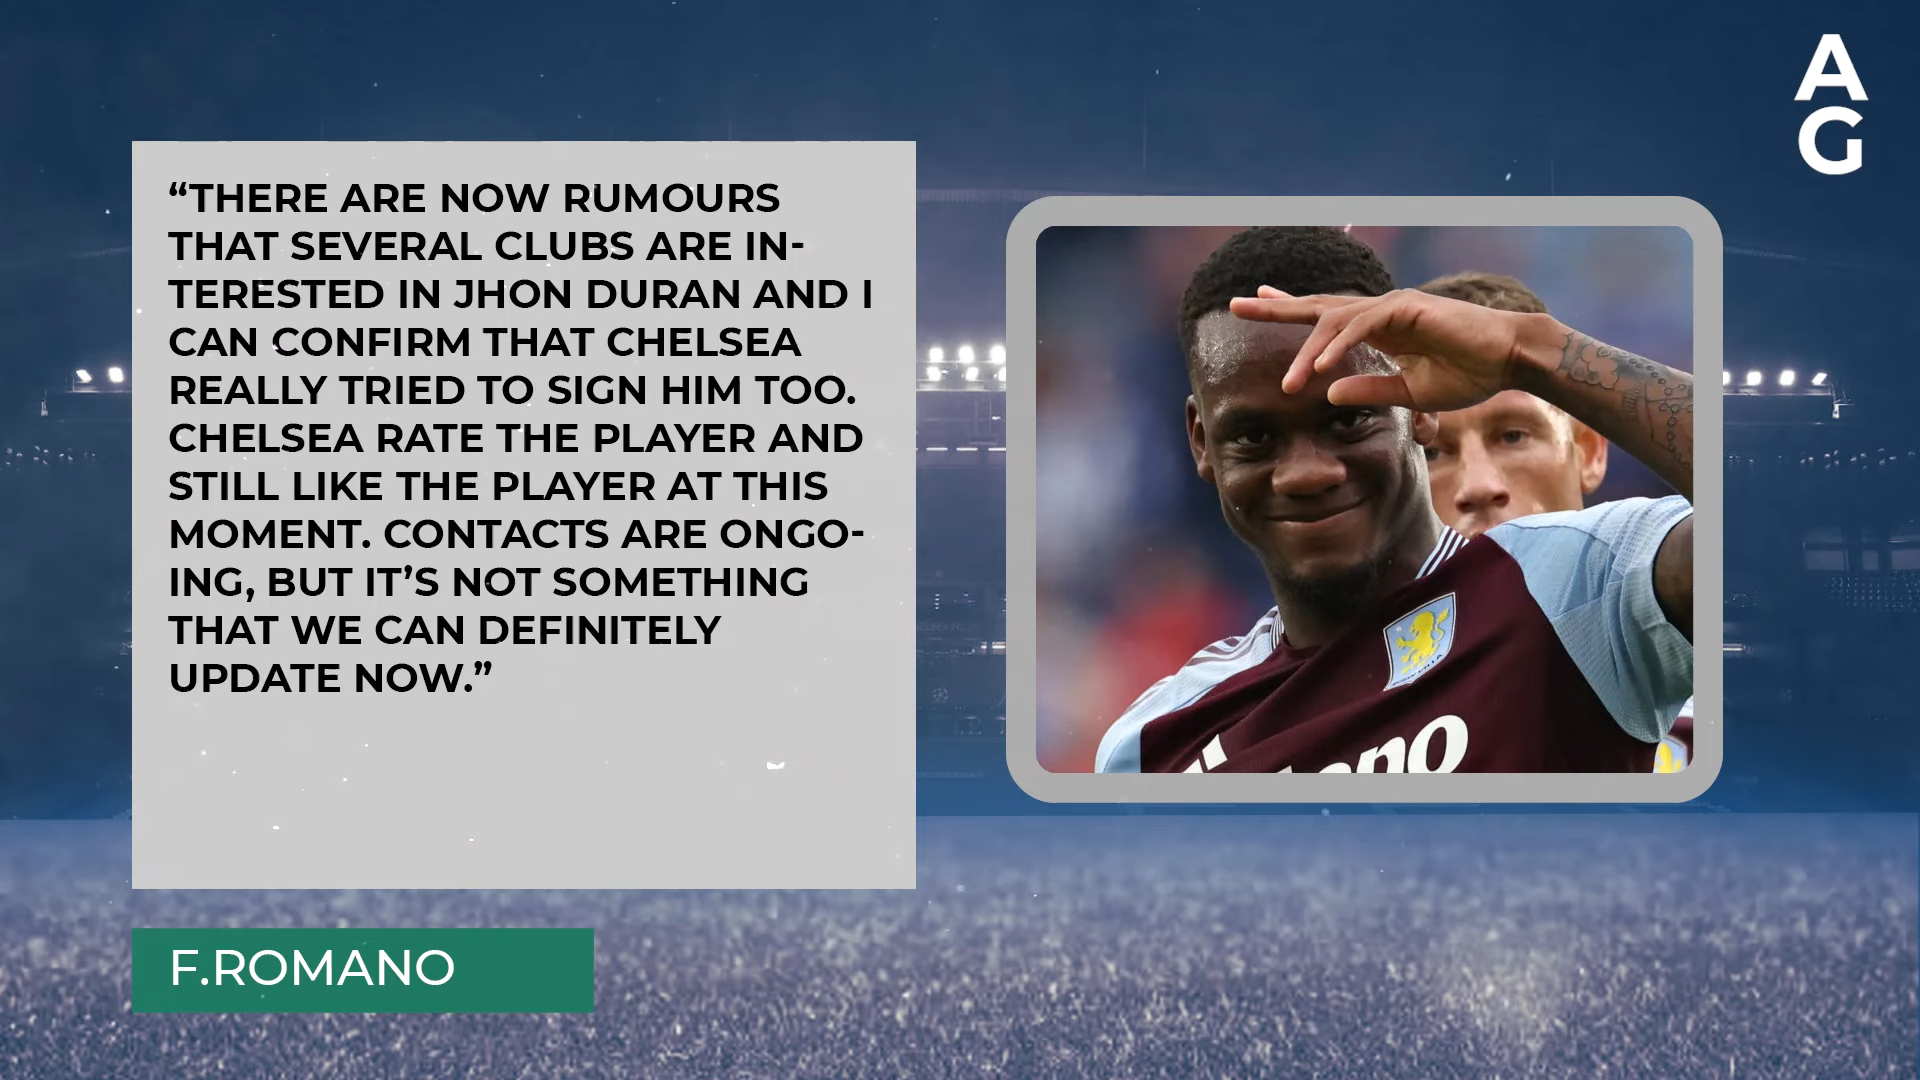 “THERE ARE NOW RUMOURS
THAT SEVERAL CLUBS ARE IN-
TERESTED IN JHON DURAN AND I
CAN CONFIRM THAT CHELSEA
REALLY TRIED TO SIGN HIM TOO.
CHELSEA RATE THE PLAYER AND
STILL LIKE THE PLAYER AT THIS
MOMENT. CONTACTS ARE ONGO-
ING, BUT IT’S NOT SOMETHING
THAT WE CAN DEFINITELY
UPDATE NOW.”
F.ROMANO
A
G